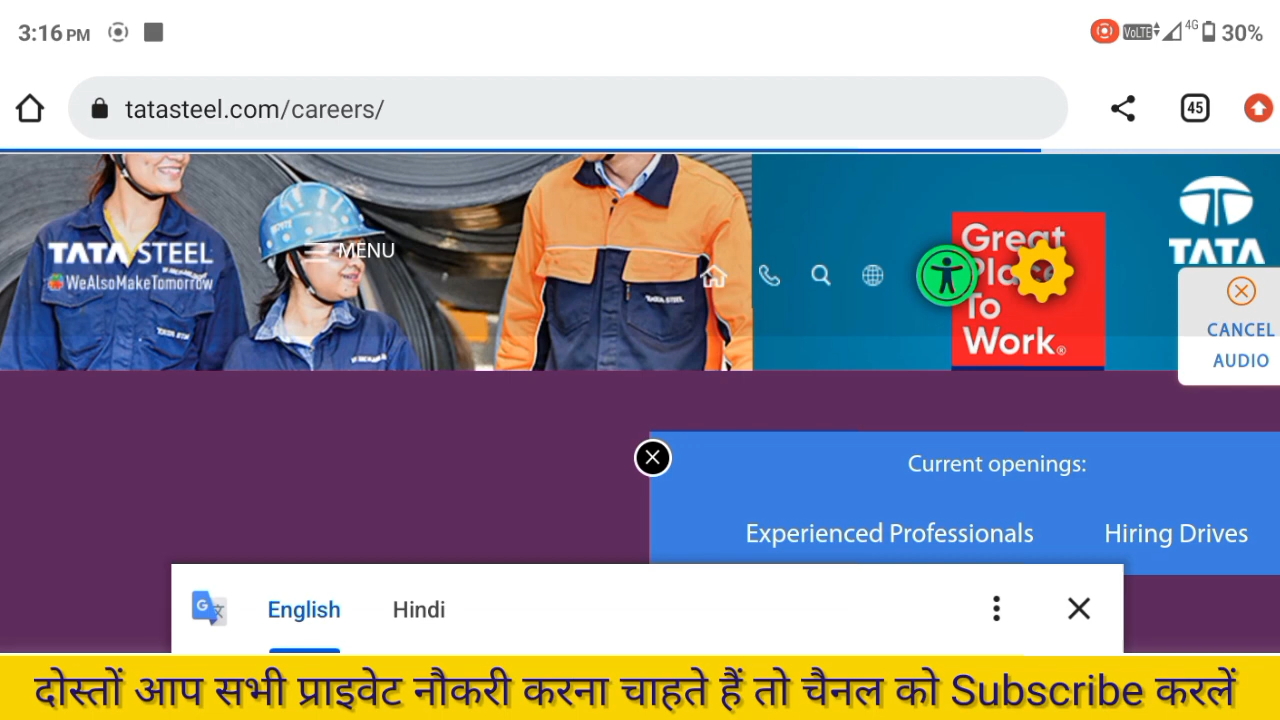 3:16 PM VoLTE 4G 30%
tatasteel.com/careers/ 45
TATA STEEL
#WeAlsoMakeTomorrow
MENU
Great
Place
To
Work®
TATA
CANCEL
AUDIO
TATA STEEL
Current openings:
Experienced Professionals Hiring Drives
G English Hindi
दोस्तों आप सभी प्राइवेट नौकरी करना चाहते हैं तो चैनल को Subscribe करलें